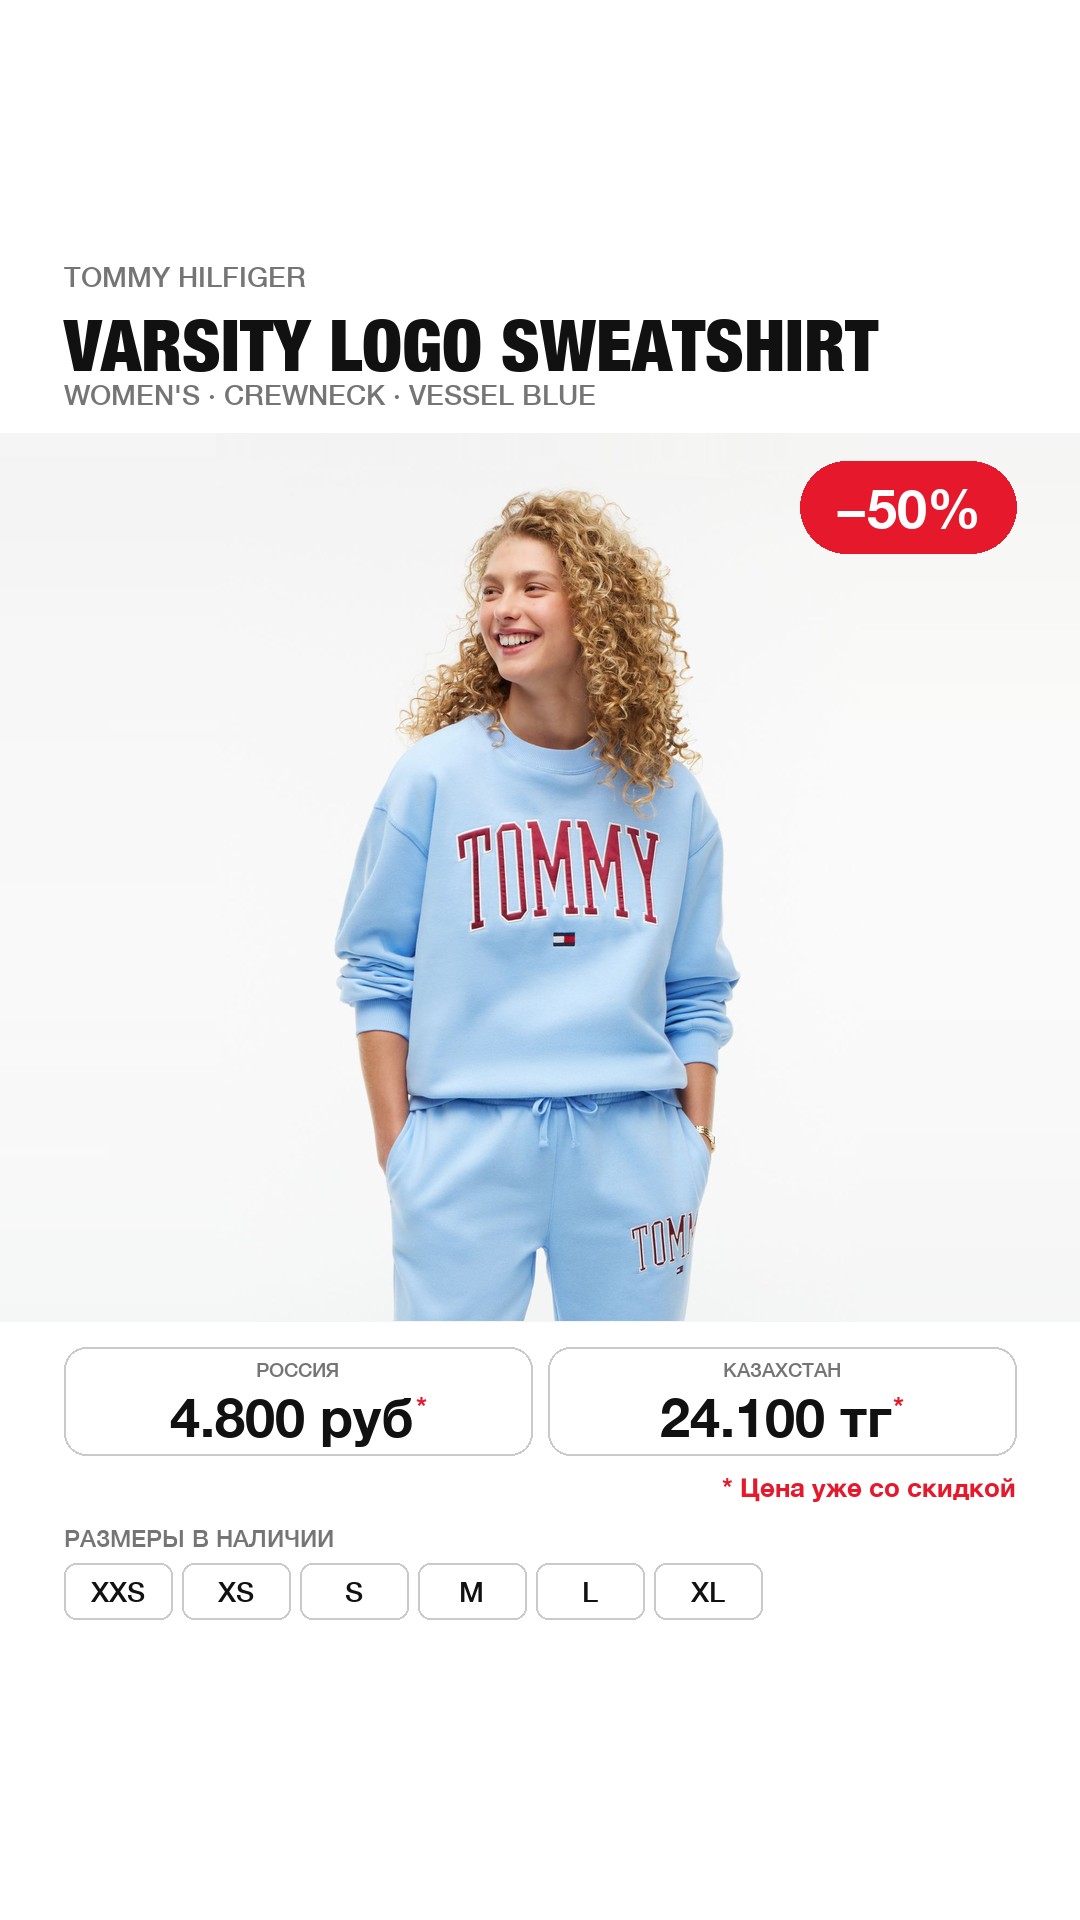 TOMMY HILFIGER
VARSITY LOGO SWEATSHIRT
WOMEN'S · CREWNECK · VESSEL BLUE
–50%
TOMMY
TOMM
РОССИЯ
4.800 руб*
КАЗАХСТАН
24.100 тг*
* Цена уже со скидкой
РАЗМЕРЫ В НАЛИЧИИ
XXS XS S M L XL